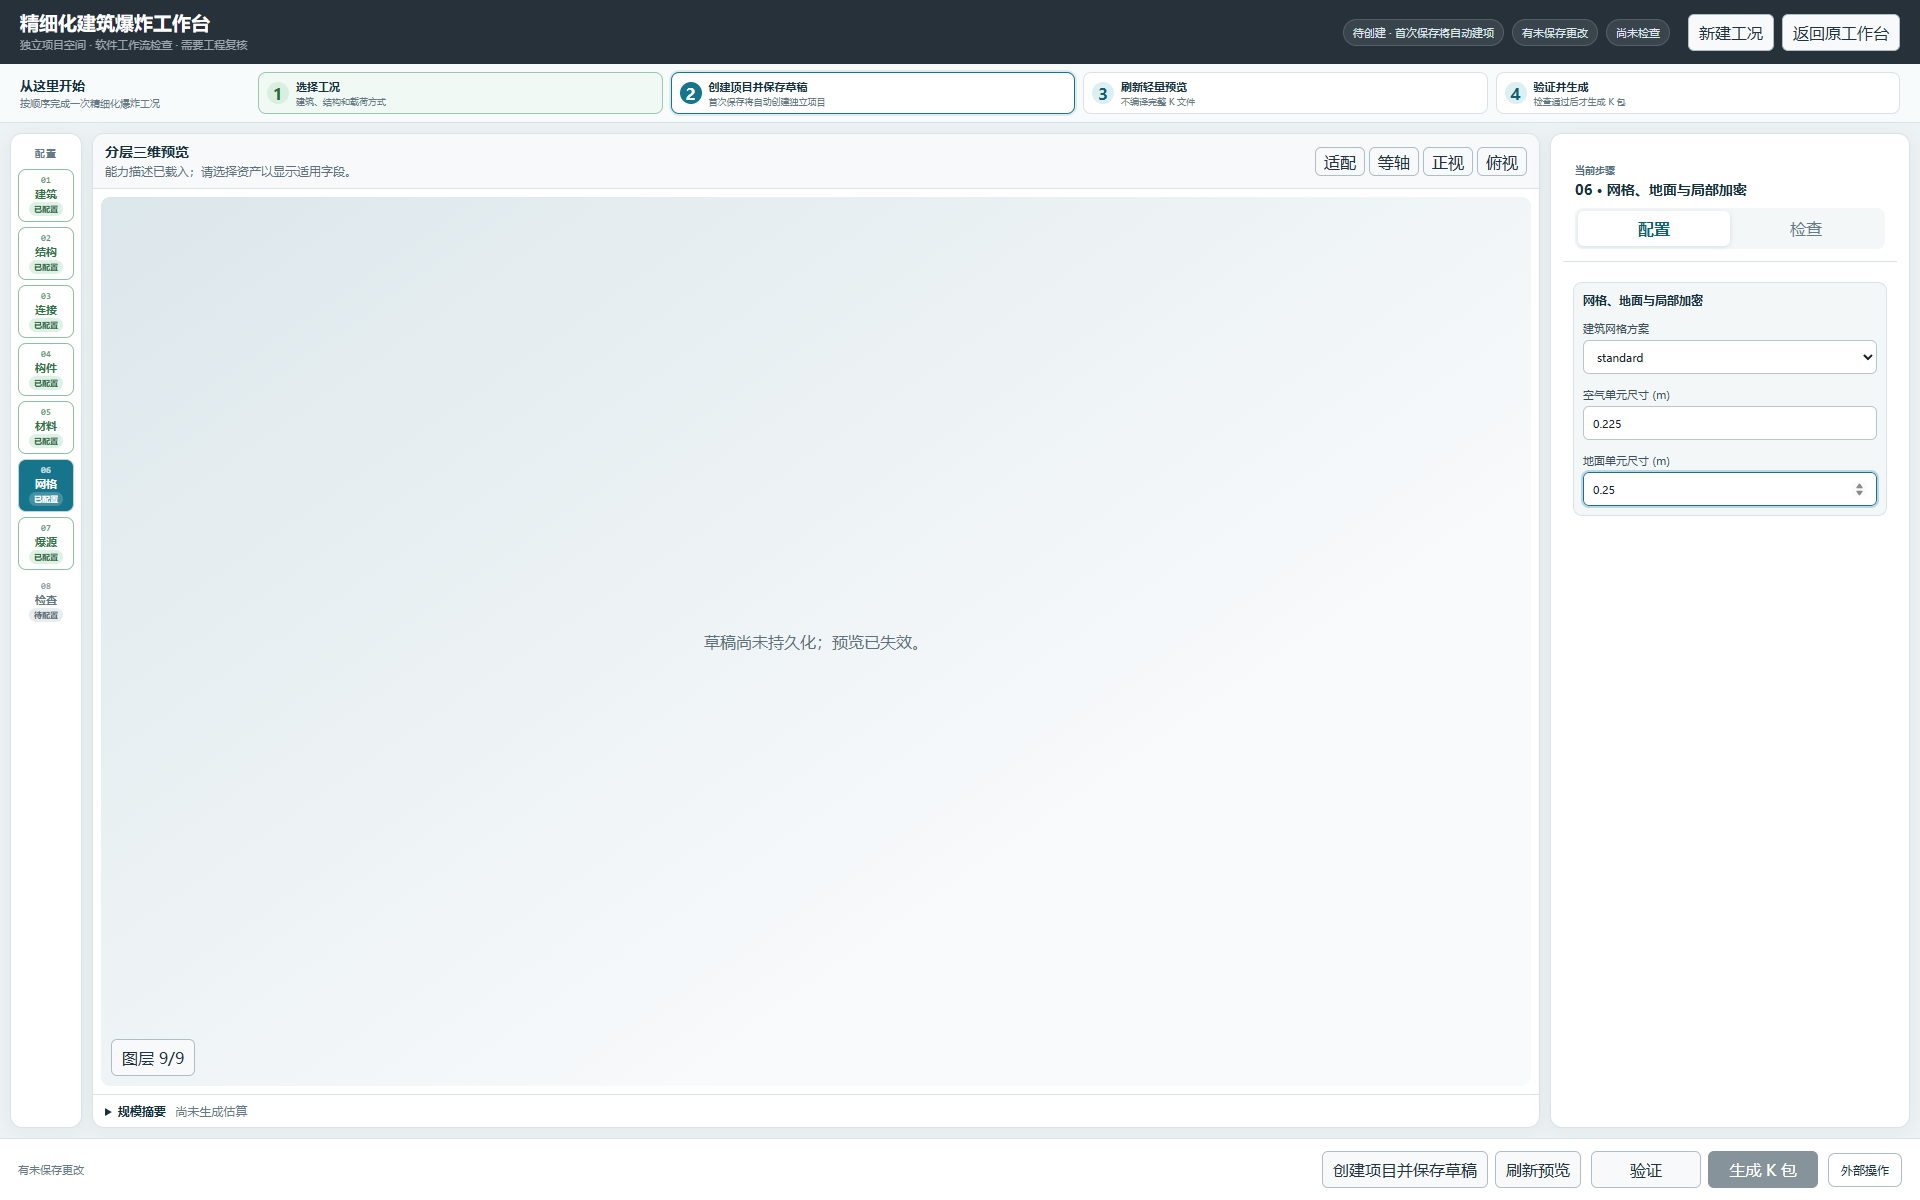 精细化建筑爆炸工作台
独立项目空间 · 软件工作流检查 · 需要工程复核
待创建 · 首次保存将自动建项
有未保存更改
尚未检查
新建工况
返回原工作台
从这里开始
按顺序完成一次精细化爆炸工况
1
选择工况
建筑、结构和载荷方式
2
创建项目并保存草稿
首次保存将自动创建独立项目
3
刷新轻量预览
不编译完整 K 文件
4
验证并生成
检查通过后才生成 K 包
配置
01
建筑
已配置
02
结构
已配置
03
连接
已配置
04
构件
已配置
05
材料
已配置
06
网格
已配置
07
爆源
已配置
08
检查
待配置
分层三维预览
能力描述已载入；请选择资产以显示适用字段。
适配
等轴
正视
俯视
草稿尚未持久化；预览已失效。
图层 9/9
规模摘要 尚未生成估算
当前步骤
06 • 网格、地面与局部加密
配置
检查
网格、地面与局部加密
建筑网格方案
standard
空气单元尺寸 (m)
0.225
地面单元尺寸 (m)
0.25
有未保存更改
创建项目并保存草稿
刷新预览
验证
生成 K 包
外部操作